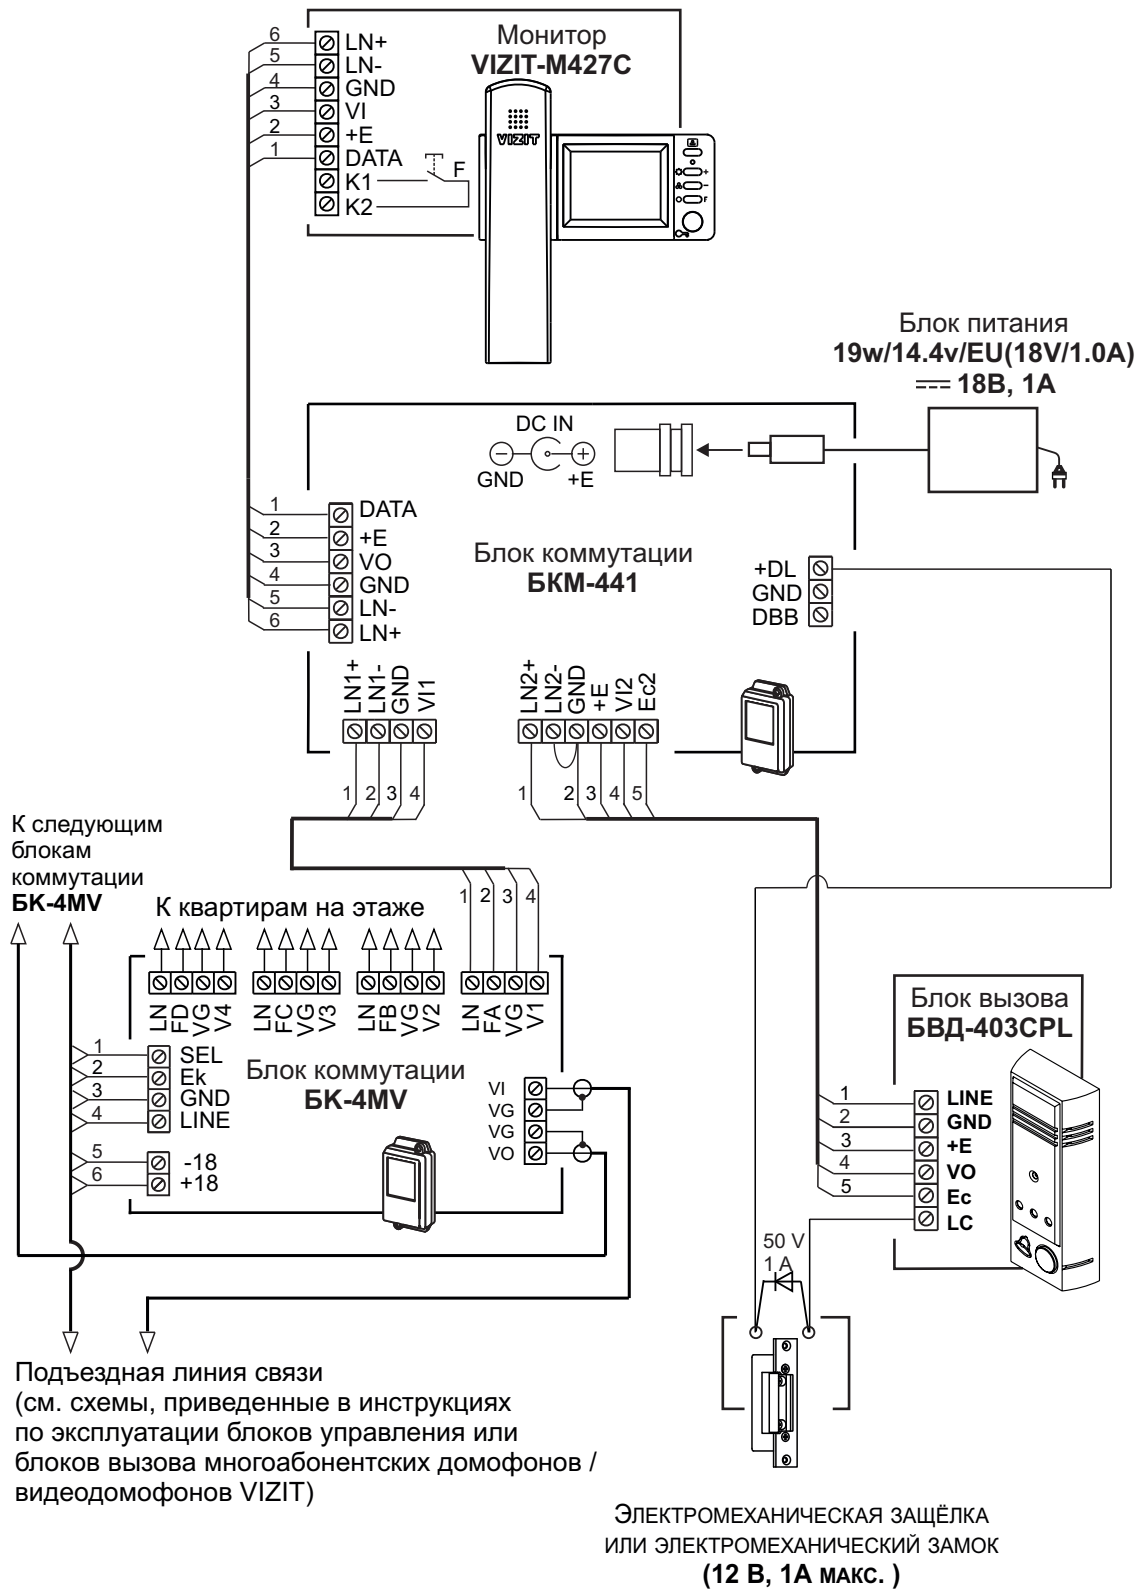 Монитор
VIZIT-M427C
6 LN+
5 LN-
4 GND
3 VI
2 +E
1 DATA
K1 F
K2
VIZIT
+
-
F
Блок питания
19w/14.4v/EU(18V/1.0A)
18В, 1А
DC IN
GND +E
1 DATA
2 +E
3 VO
4 GND
5 LN-
6 LN+
Блок коммутации
БКМ-441
+DL
GND
DBB
LN1+ LN1- GND VI1
LN2+ LN2- GND +E VI2 Ec2
1 2 3 4
1 2 3 4 5
К следующим
блокам
коммутации
БК-4MV
К квартирам на этаже
1 2 3 4
LN FD VG V4
LN FC VG V3
LN FB VG V2
LN FA VG V1
1 SEL
2 Ek
3 GND
4 LINE
5 -18
6 +18
Блок коммутации
БК-4MV
VI
VG
VG
VO
Блок вызова
БВД-403CPL
1 LINE
2 GND
3 +E
4 VO
5 Ec
LC
50 V
1 A
Подъездная линия связи
(см. схемы, приведенные в инструкциях
по эксплуатации блоков управления или
блоков вызова многоабонентских домофонов /
видеодомофонов VIZIT)
ЭЛЕКТРОМЕХАНИЧЕСКАЯ ЗАЩЁЛКА
ИЛИ ЭЛЕКТРОМЕХАНИЧЕСКИЙ ЗАМОК
(12 В, 1А МАКС. )